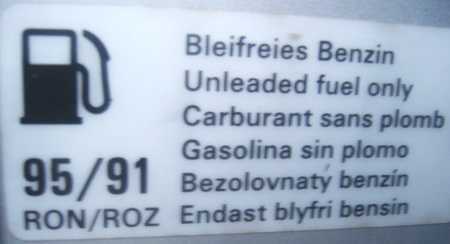 Bleifreies Benzin
Unleaded fuel only
Carburant sans plomb
Gasolina sin plomo
95/91 Bezolovnatý benzín
RON/ROZ Endast blyfri bensin